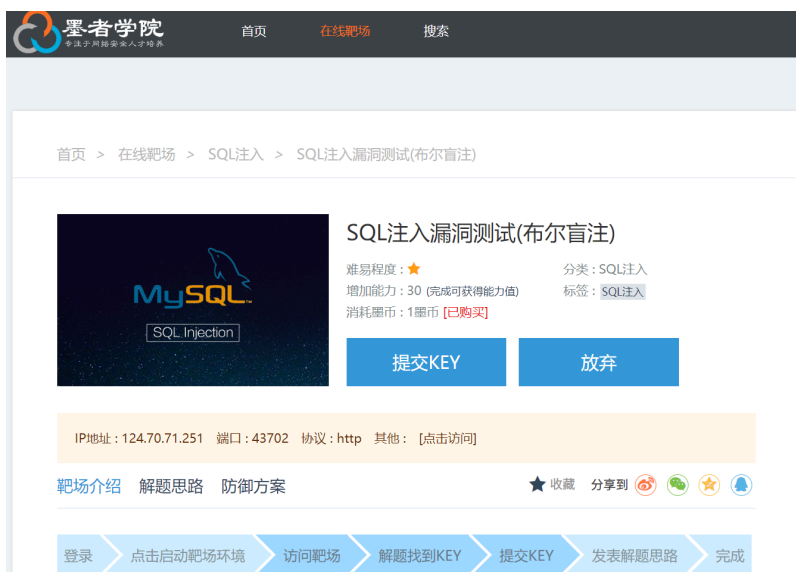 墨者学院
专注于网络安全人才培养
首页 在线靶场 搜索
首页 > 在线靶场 > SQL注入 > SQL注入漏洞测试(布尔盲注)
MySQL™
SQL Injection
SQL注入漏洞测试(布尔盲注)
难易程度 :
分类 : SQL注入
增加能力 : 30 (完成可获得能力值)
标签 : SQL注入
消耗墨币 : 1墨币 [已购买]
提交KEY 放弃
IP地址 : 124.70.71.251 端口 : 43702 协议 : http 其他 : [点击访问]
靶场介绍 解题思路 防御方案 收藏 分享到
登录 点击启动靶场环境 访问靶场 解题找到KEY 提交KEY 发表解题思路 完成